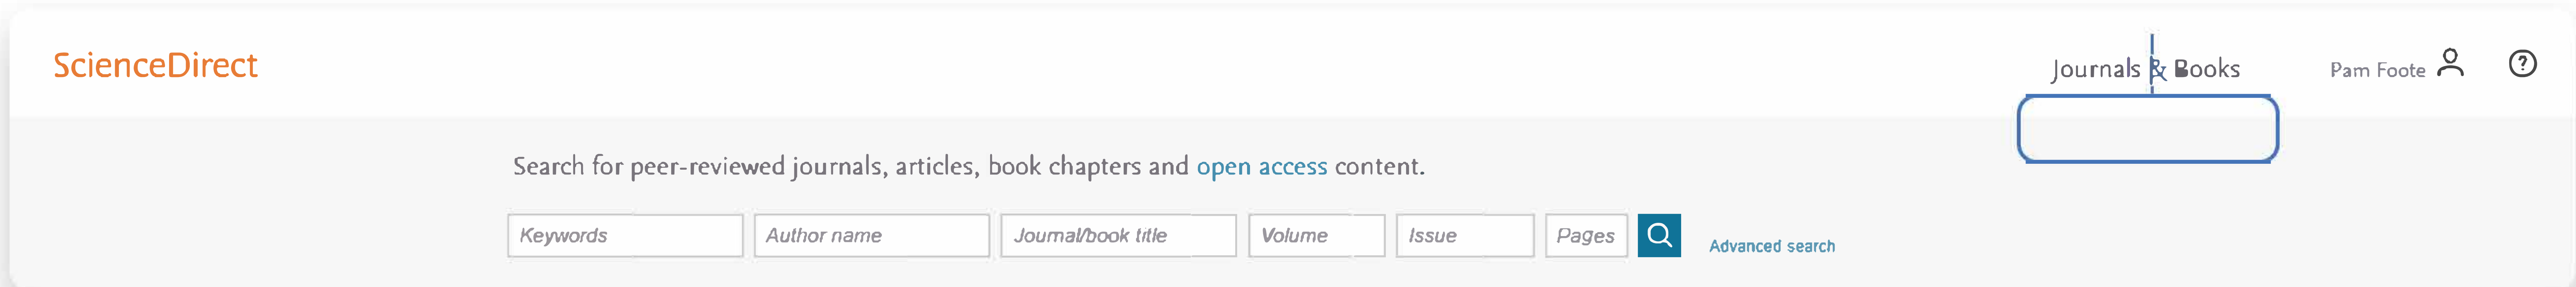 ScienceDirect
Journals & Books
Pam Foote
Search for peer-reviewed journals, articles, book chapters and open access content.
Keywords
Author name
Journal/book title
Volume
Issue
Pages
Advanced search